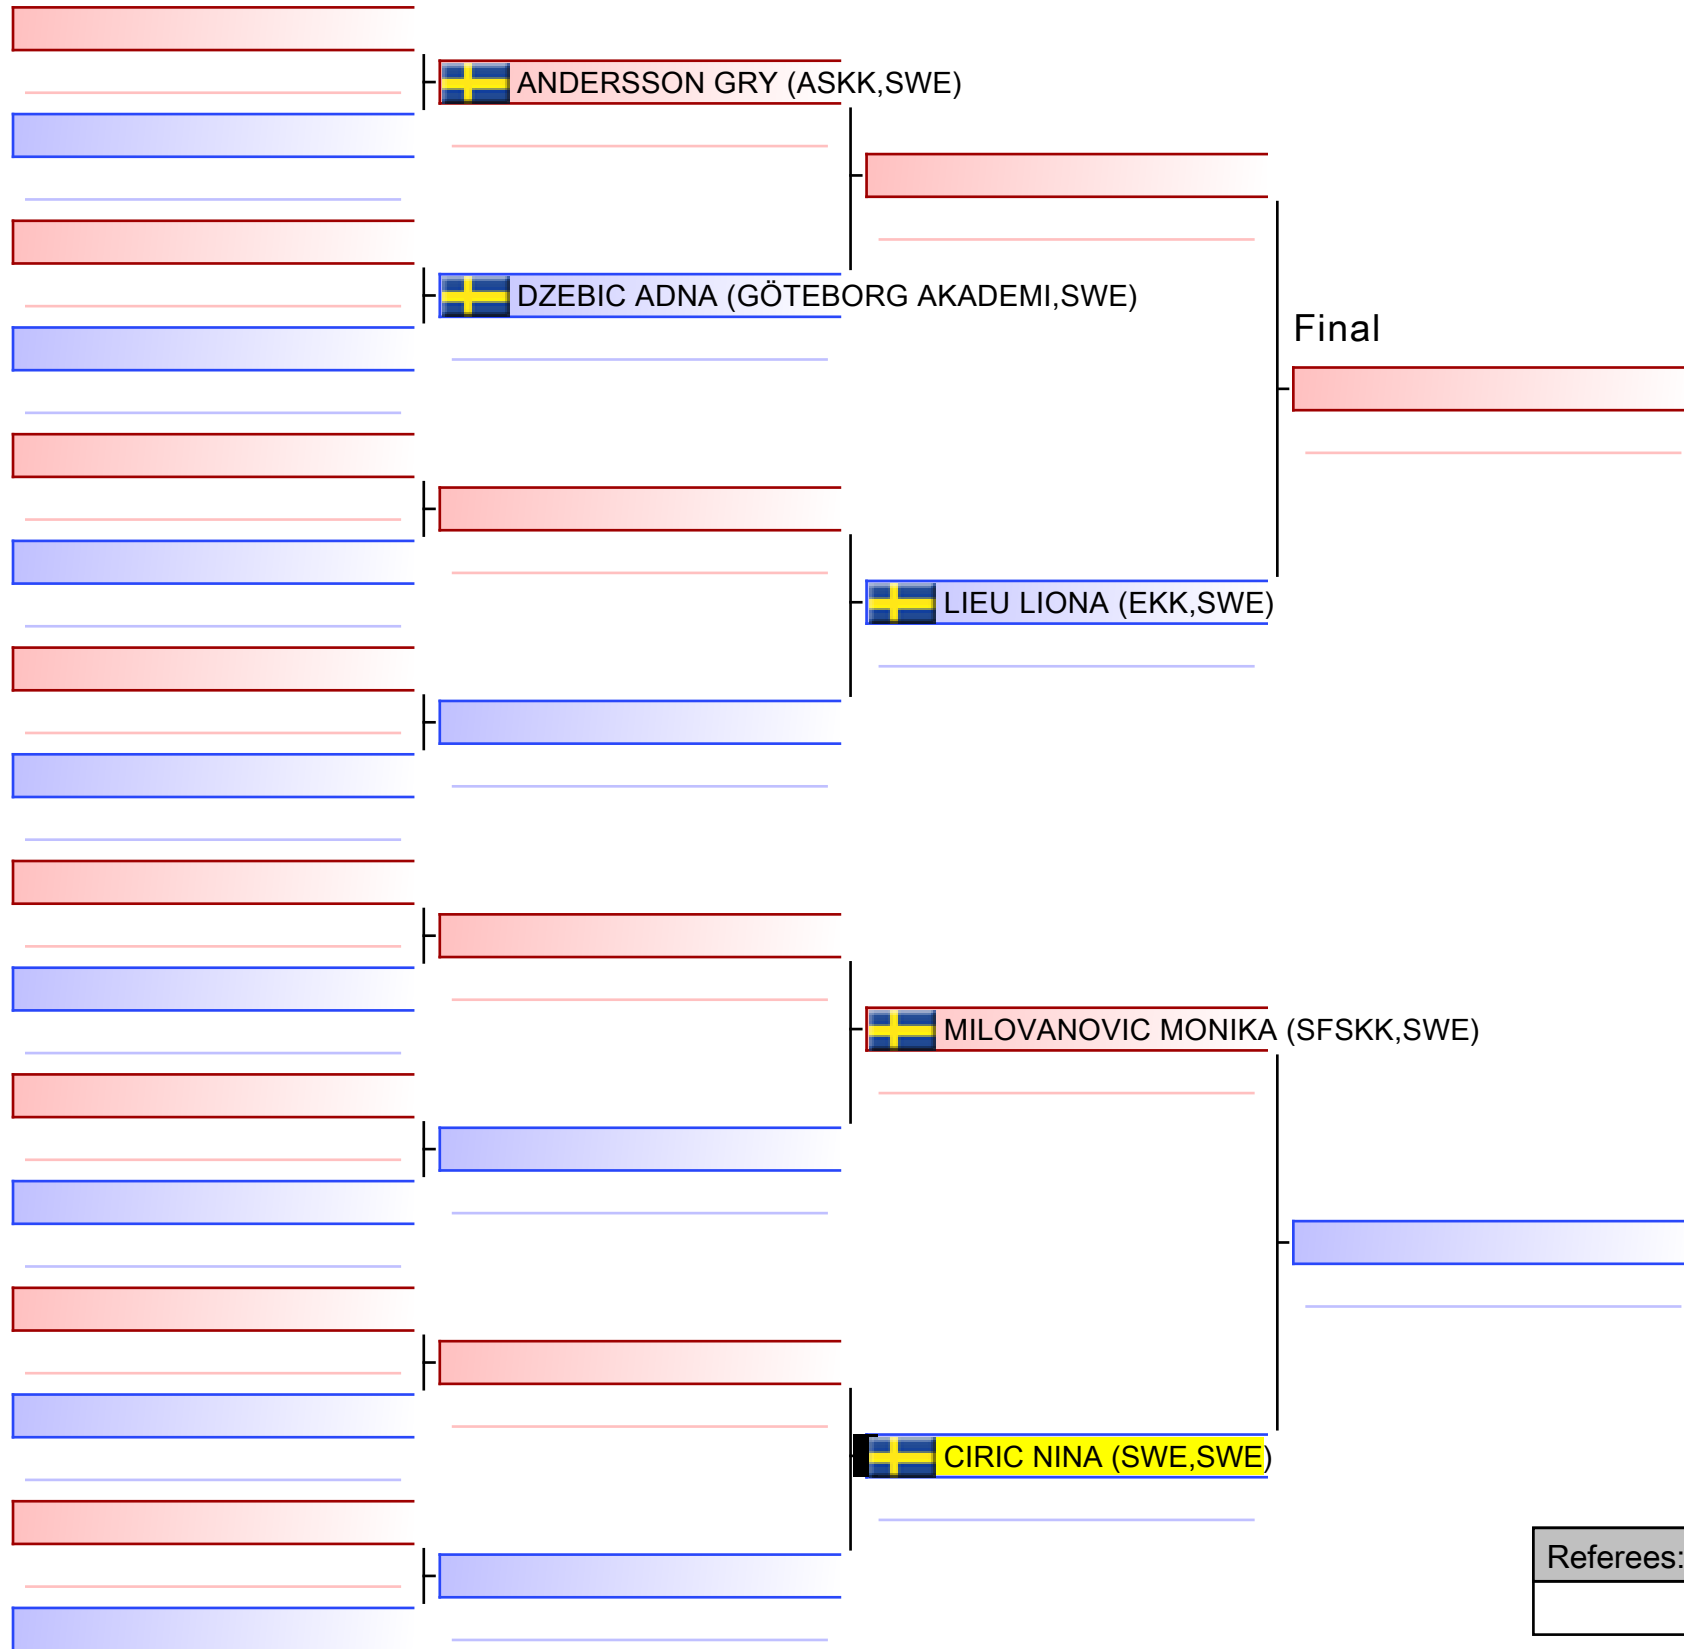 ANDERSSON GRY (ASKK,SWE)
DZEBIC ADNA (GÖTEBORG AKADEMI,SWE)
Final
LIEU LIONA (EKK,SWE)
MILOVANOVIC MONIKA (SFSKK,SWE)
CIRIC NINA (SWE,SWE)
Referees: